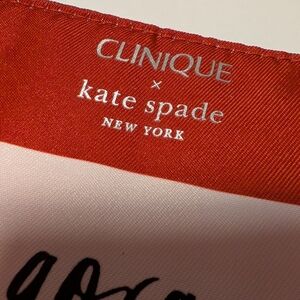 CLINIQUE
×
kate spade
NEW YORK